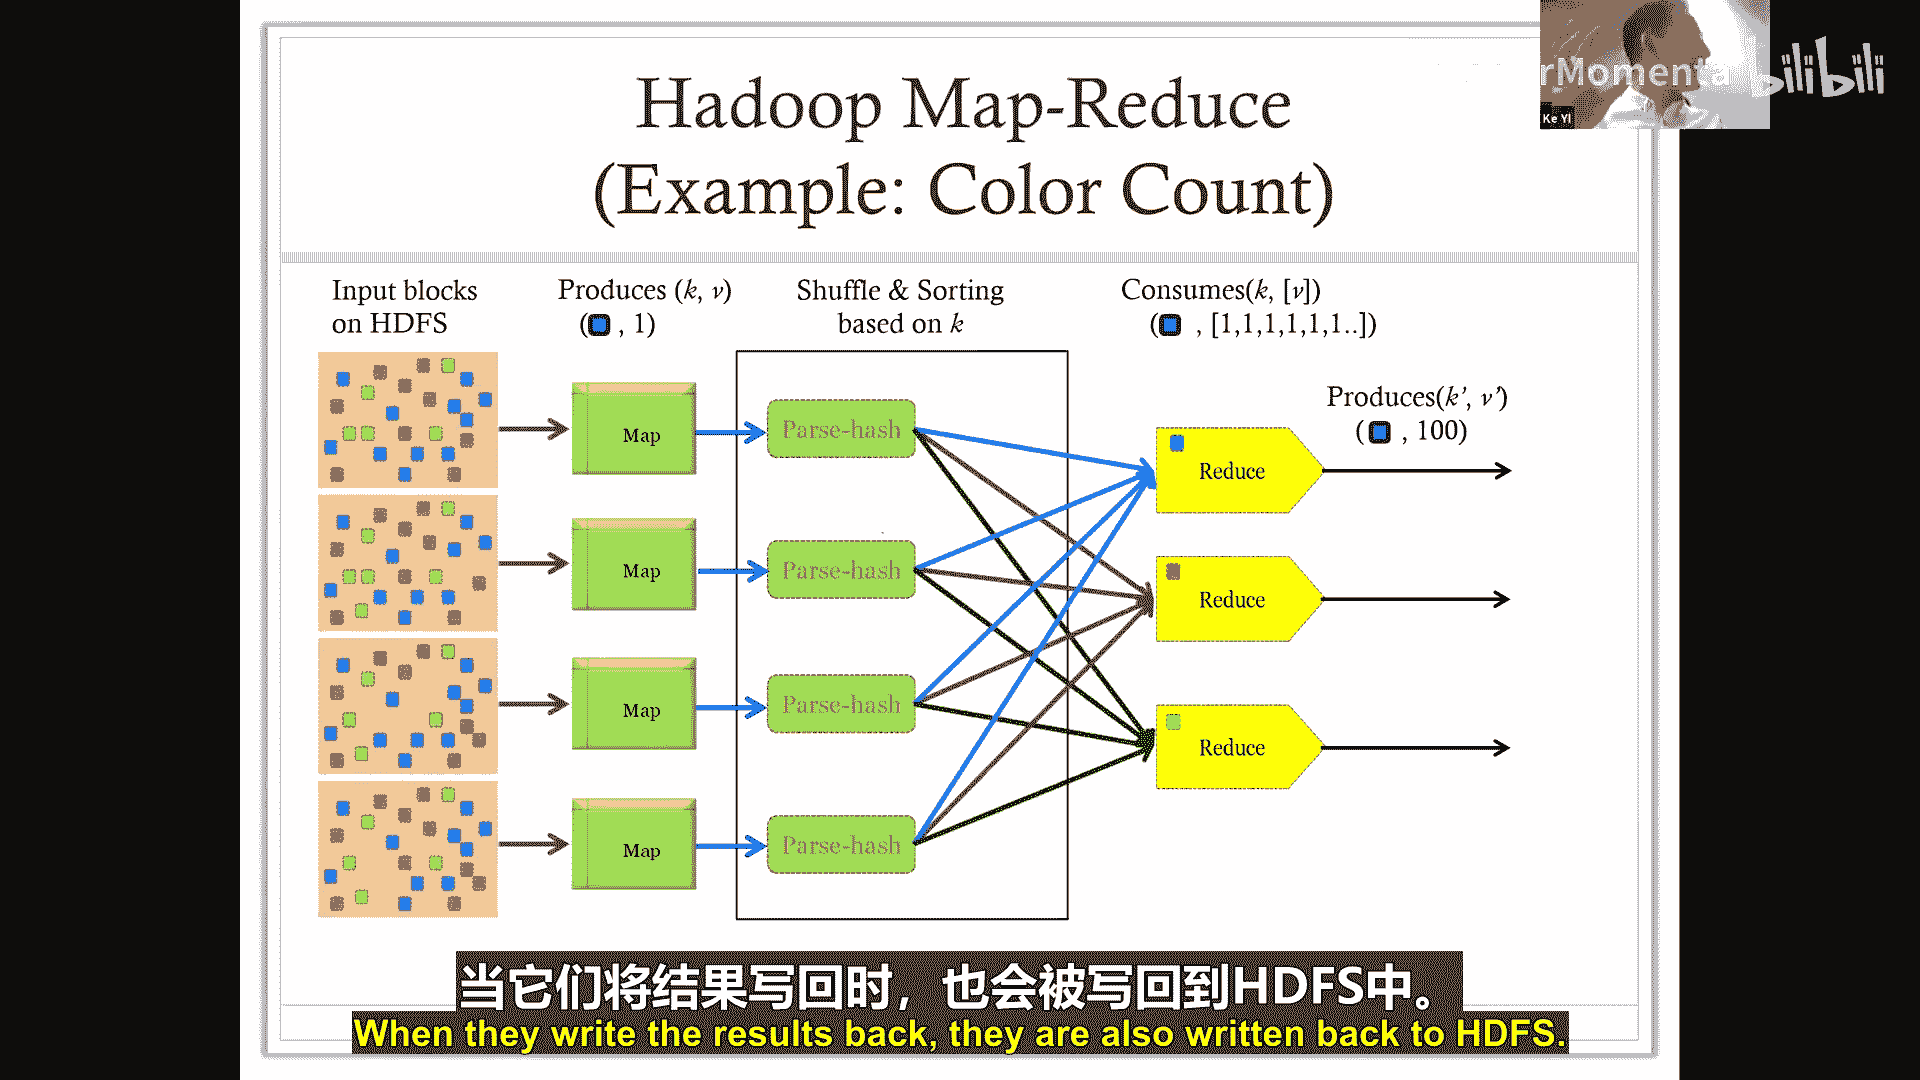 Hadoop Map-Reduce
(Example: Color Count)
rMomenta
bilibili
Ke YI
Input blocks
on HDFS
Produces (k, v)
( , 1)
Shuffle & Sorting
based on k
Consumes(k, [v])
( , [1,1,1,1,1,1..])
Produces(k’, v’)
( , 100)
Map
Parse-hash
Reduce
Map
Parse-hash
Reduce
Map
Parse-hash
Reduce
Map
Parse-hash
当它们将结果写回时，也会被写回到HDFS中。
When they write the results back, they are also written back to HDFS.